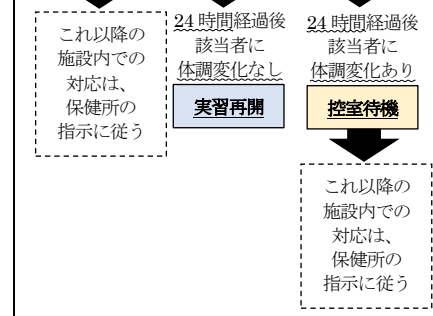 これ以降の
施設内での
対応は、
保健所の
指示に従う
24 時間経過後
該当者に
体調変化なし
実習再開
24 時間経過後
該当者に
体調変化あり
控室待機
これ以降の
施設内での
対応は、
保健所の
指示に従う